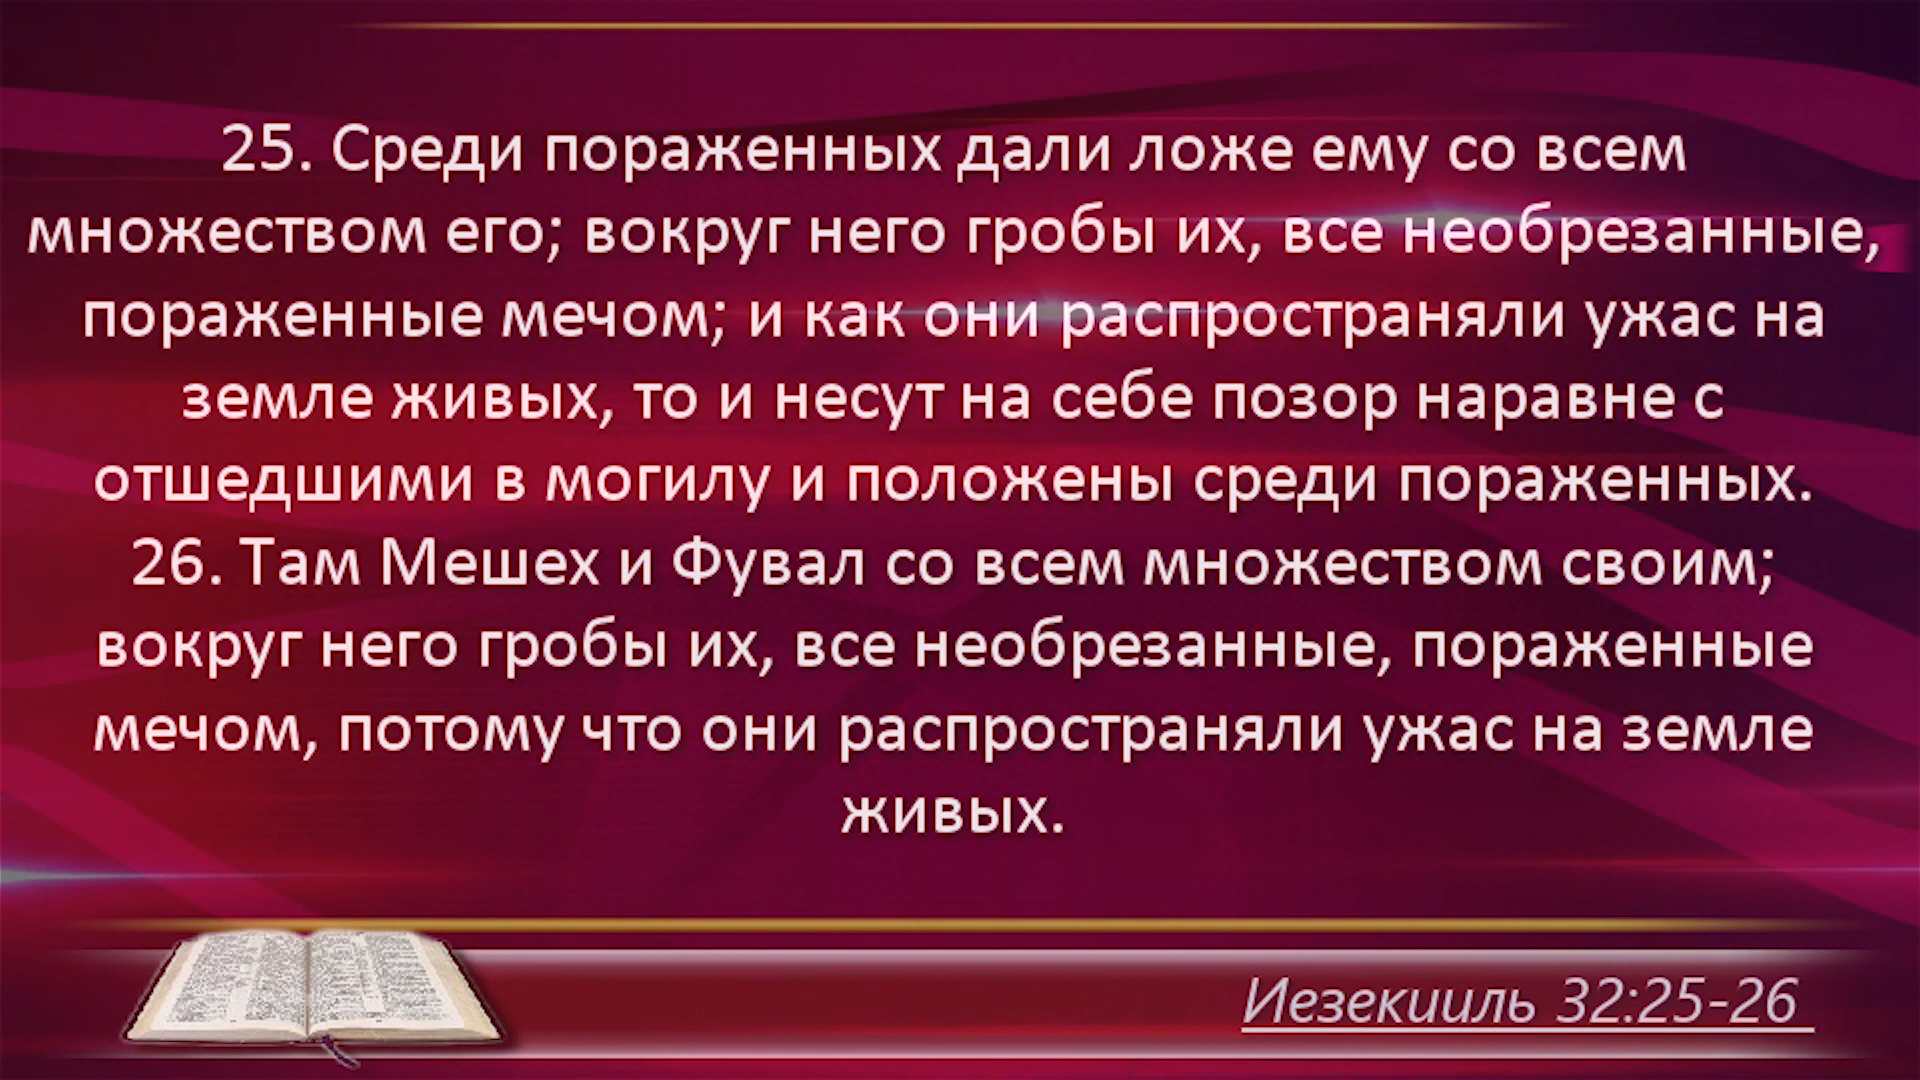 25. Среди пораженных дали ложе ему со всем
множеством его; вокруг него гробы их, все необрезанные,
пораженные мечом; и как они распространяли ужас на
земле живых, то и несут на себе позор наравне с
отшедшими в могилу и положены среди пораженных.
26. Там Мешех и Фувал со всем множеством своим;
вокруг него гробы их, все необрезанные, пораженные
мечом, потому что они распространяли ужас на земле
живых.
Иезекииль 32:25-26